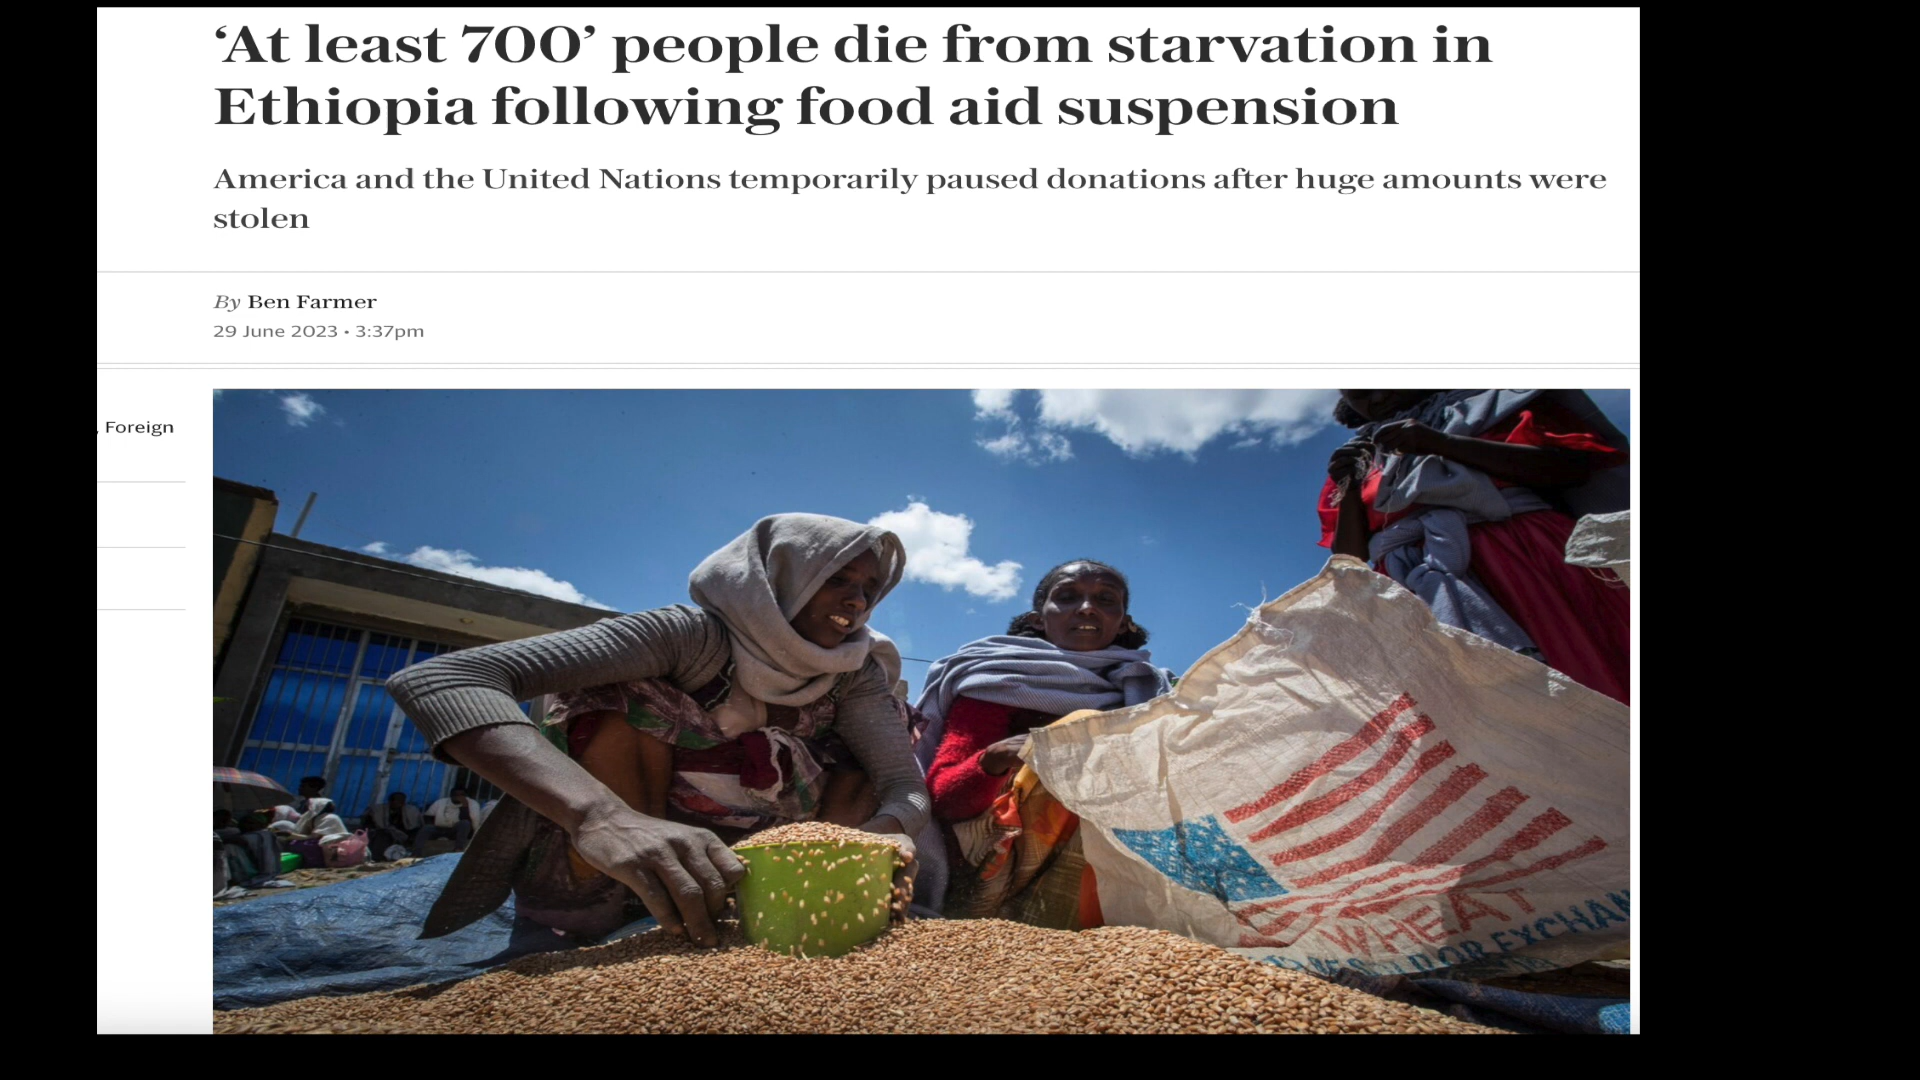 ‘At least 700’ people die from starvation in
Ethiopia following food aid suspension
America and the United Nations temporarily paused donations after huge amounts were
stolen
By Ben Farmer
29 June 2023 • 3:37pm
, Foreign
WHEAT
EXCHAN